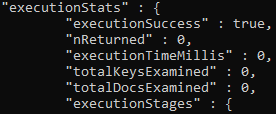 "executionStats" : {
"executionSuccess" : true,
"nReturned" : 0,
"executionTimeMillis" : 0,
"totalKeysExamined" : 0,
"totalDocsExamined" : 0,
"executionStages" : {